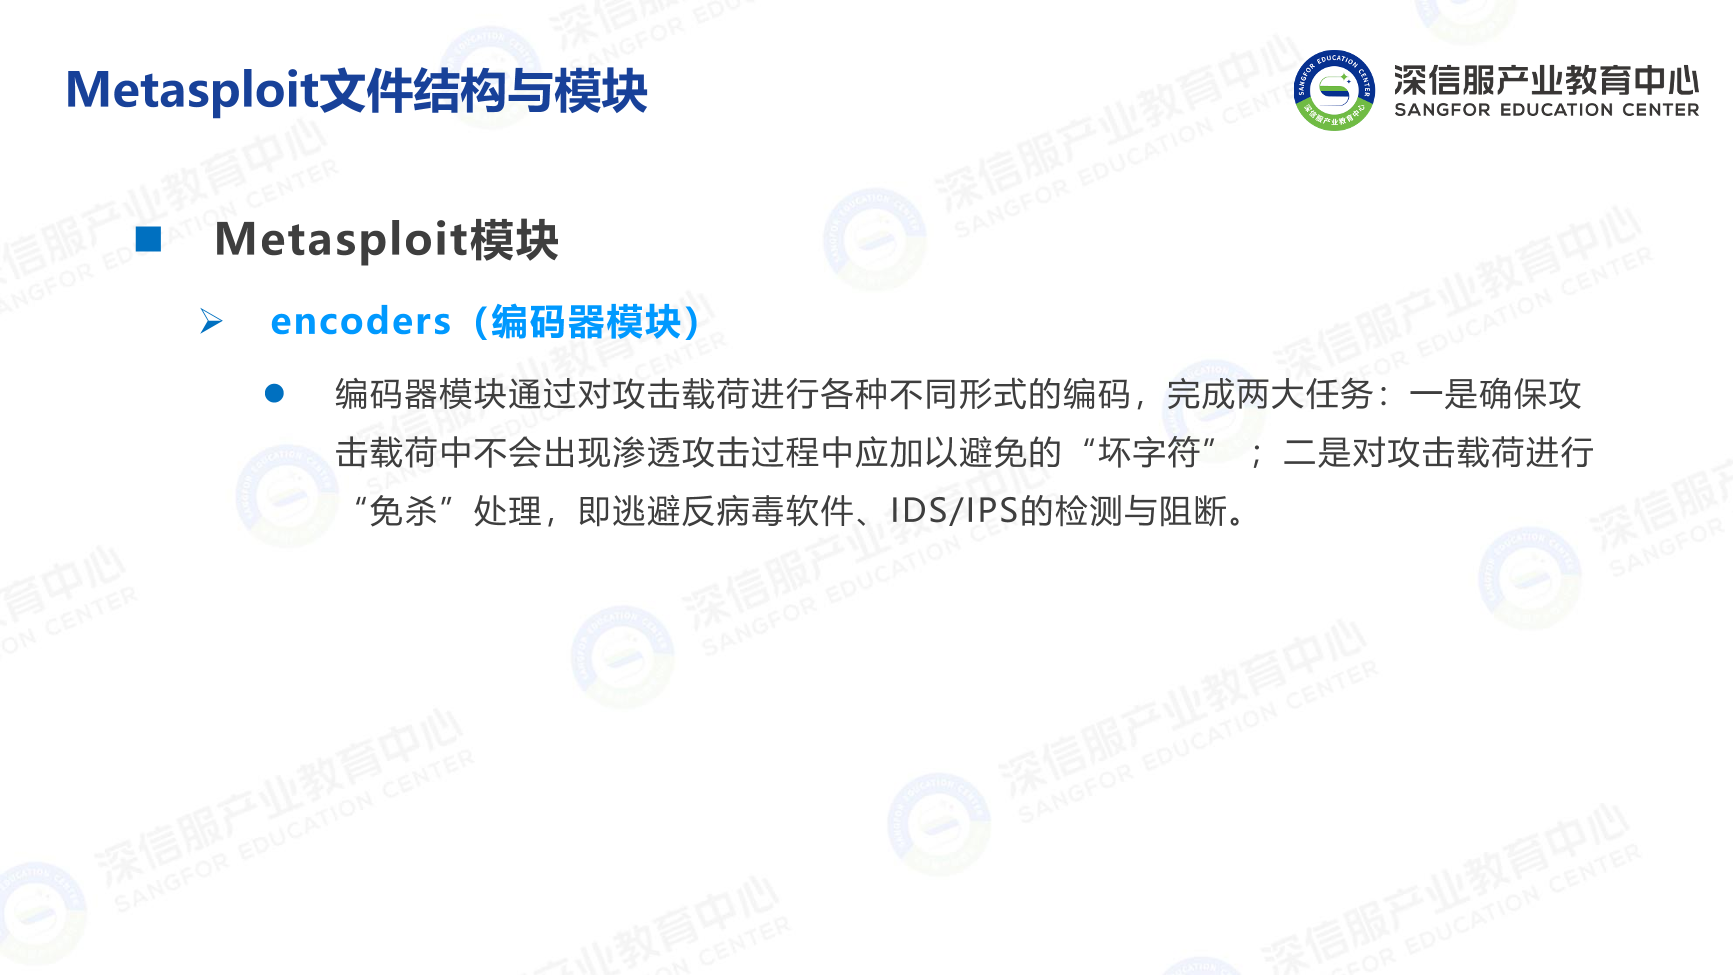 Metasploit文件结构与模块
深信服产业教育中心
SANGFOR EDUCATION CENTER
Metasploit模块
encoders（编码器模块）
编码器模块通过对攻击载荷进行各种不同形式的编码，完成两大任务：一是确保攻
击载荷中不会出现渗透攻击过程中应加以避免的“坏字符” ；二是对攻击载荷进行
“免杀”处理，即逃避反病毒软件、IDS/IPS的检测与阻断。